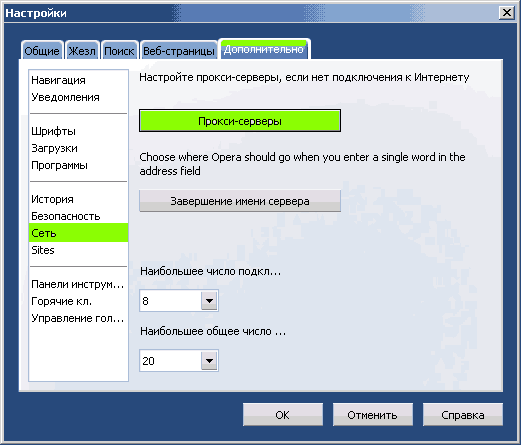 Настройки
Общие
Жезл
Поиск
Веб-страницы
Дополнительно
Навигация
Уведомления
Шрифты
Загрузки
Программы
История
Безопасность
Сеть
Sites
Панели инструм...
Горячие кл.
Управление гол...
Настройте прокси-серверы, если нет подключения к Интернету
Прокси-серверы
Choose where Opera should go when you enter a single word in the
address field
Завершение имени сервера
Наибольшее число подкл...
8
Наибольшее общее число ...
20
OK
Отменить
Справка